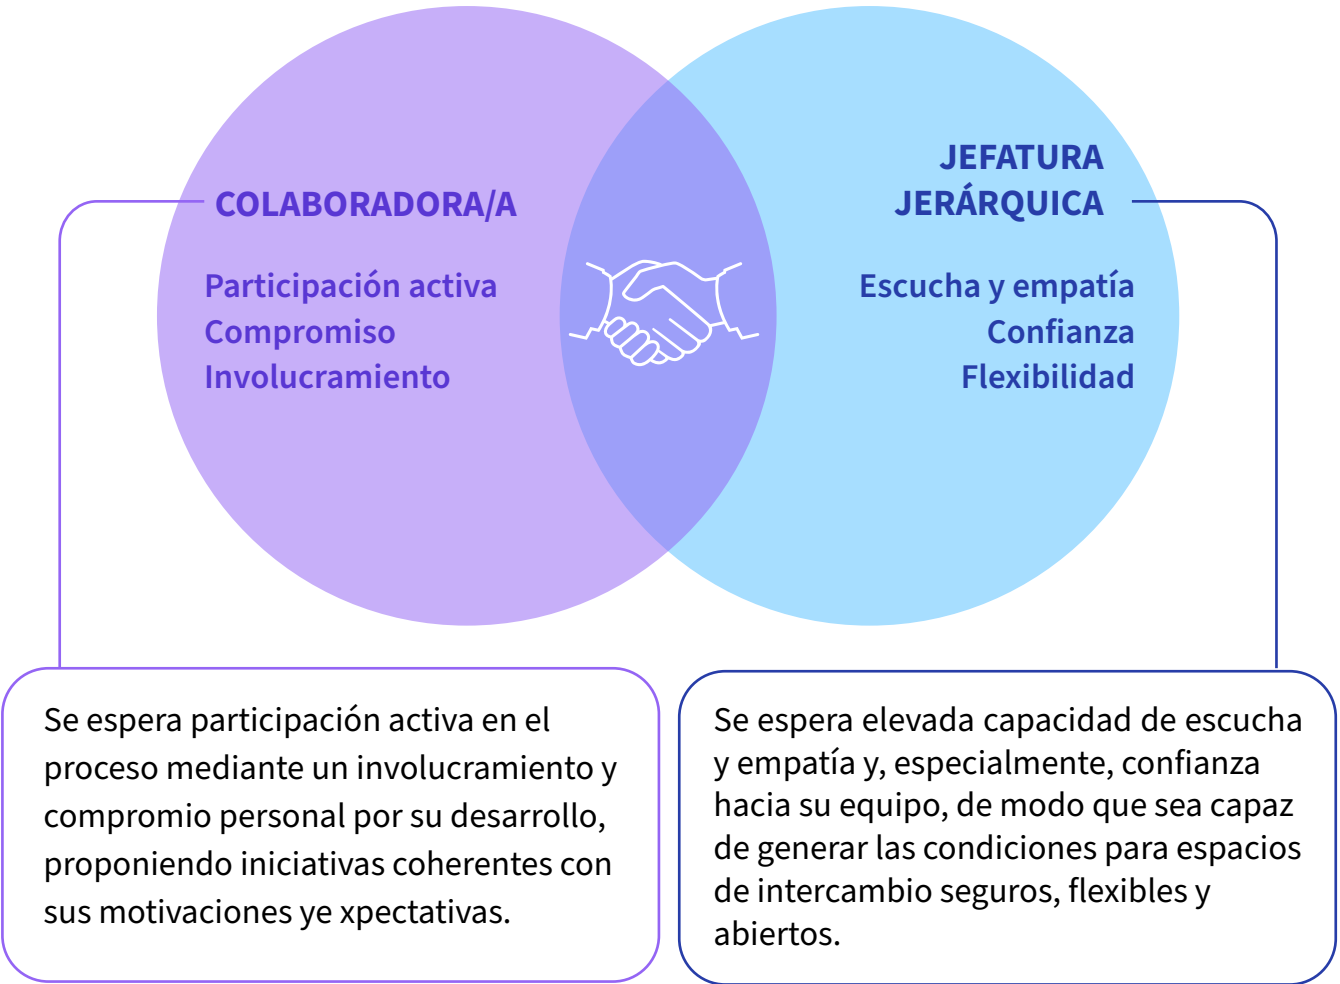 COLABORADORA/A
Participación activa
Compromiso
Involucramiento
JEFATURA
JERÁRQUICA
Escucha y empatía
Confianza
Flexibilidad
Se espera participación activa en el
proceso mediante un involucramiento y
compromio personal por su desarrollo,
proponiendo iniciativas coherentes con
sus motivaciones ye xpectativas.
Se espera elevada capacidad de escucha
y empatía y, especialmente, confianza
hacia su equipo, de modo que sea capaz
de generar las condiciones para espacios
de intercambio seguros, flexibles y
abiertos.